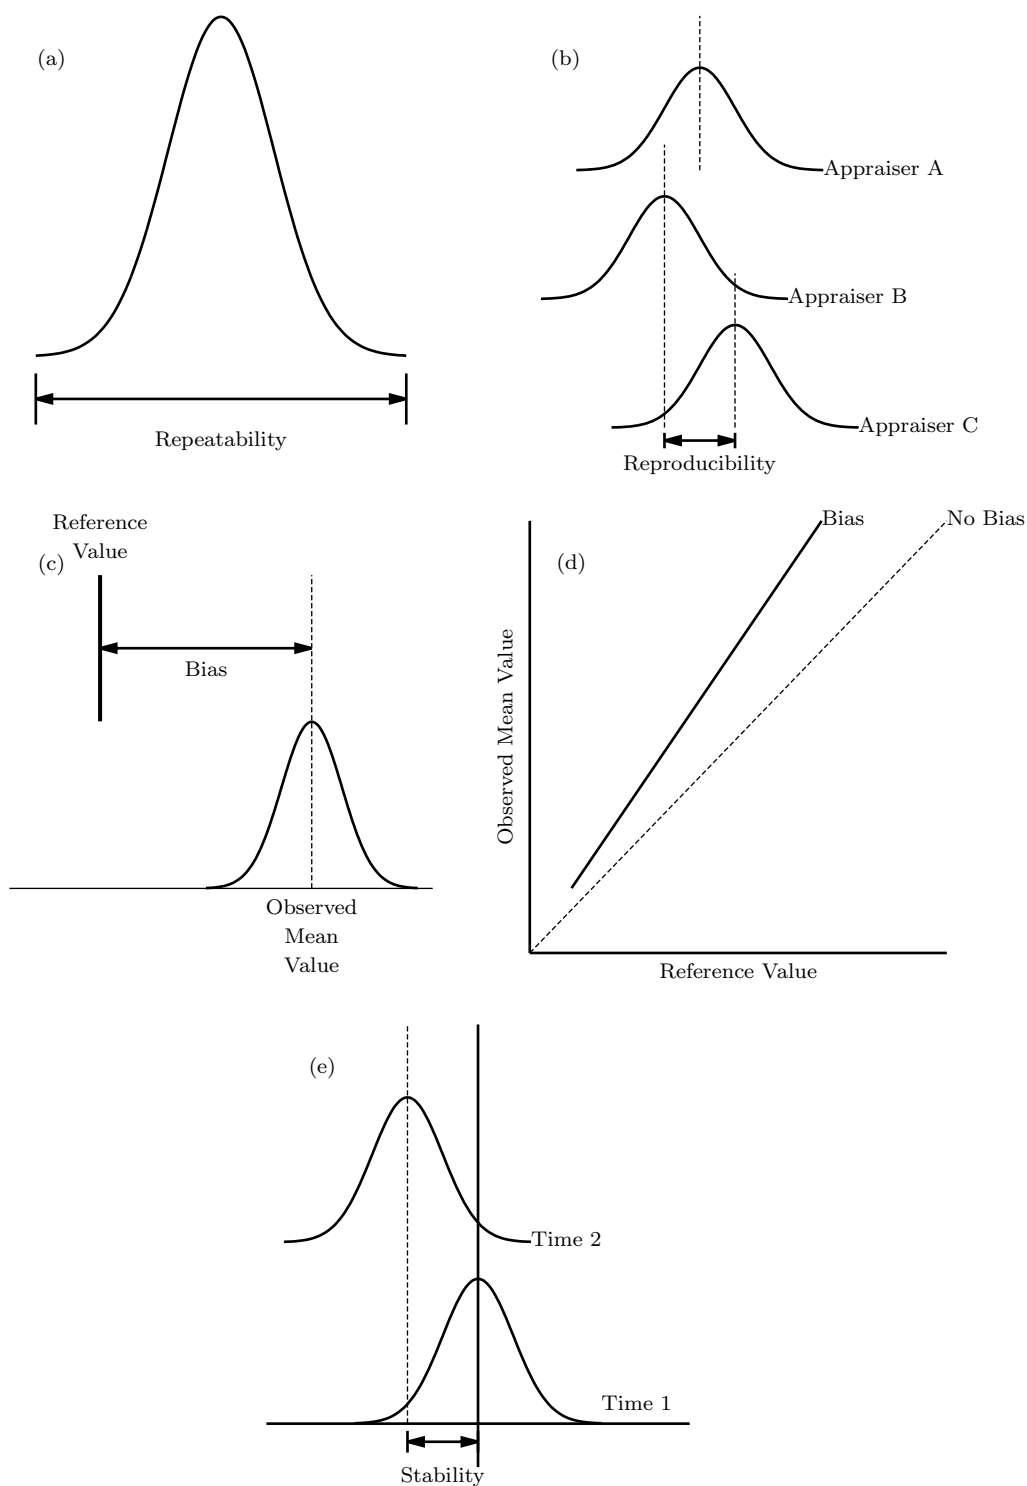 (a)
Repeatability
(b)
Appraiser A
Appraiser B
Appraiser C
Reproducibility
(c)
Reference
Value
Bias
Observed
Mean
Value
(d)
Bias
No Bias
Observed Mean Value
Reference Value
(e)
Time 2
Time 1
Stability